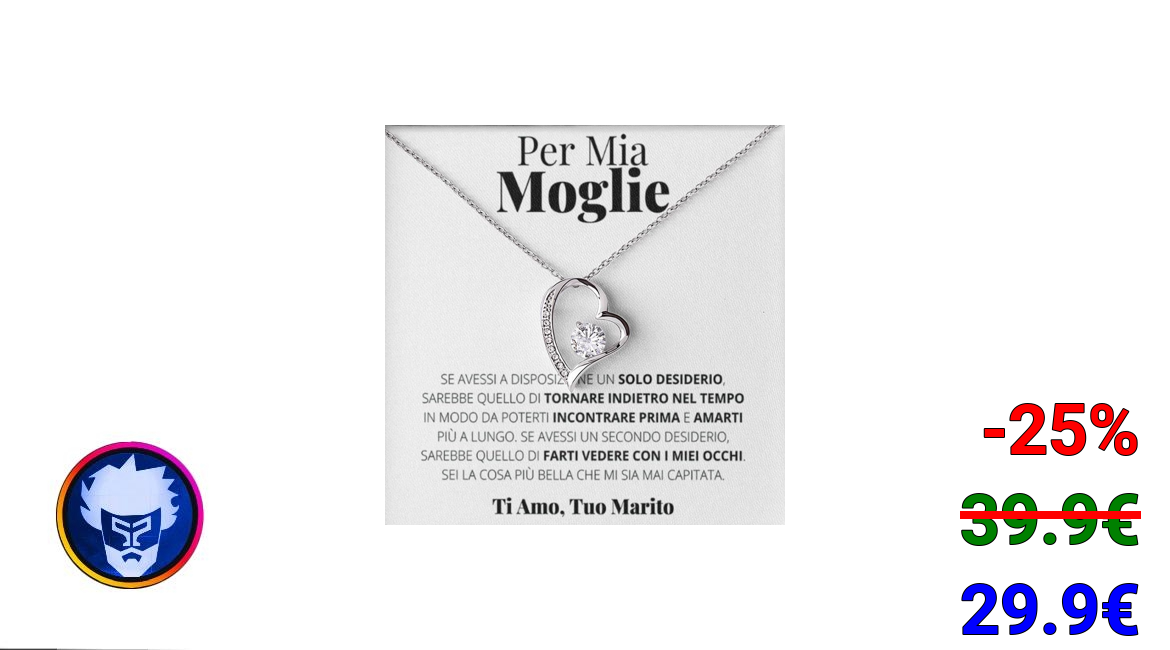 Per Mia
Moglie
SE AVESSI A DISPOSIZ NE UN SOLO DESIDERIO,
SAREBBE QUELLO DI TORNARE INDIETRO NEL TEMPO
IN MODO DA POTERTI INCONTRARE PRIMA E AMARTI
PIÙ A LUNGO. SE AVESSI UN SECONDO DESIDERIO,
SAREBBE QUELLO DI FARTI VEDERE CON I MIEI OCCHI.
SEI LA COSA PIÙ BELLA CHE MI SIA MAI CAPITATA.
Ti Amo, Tuo Marito
-25%
39.9€
29.9€